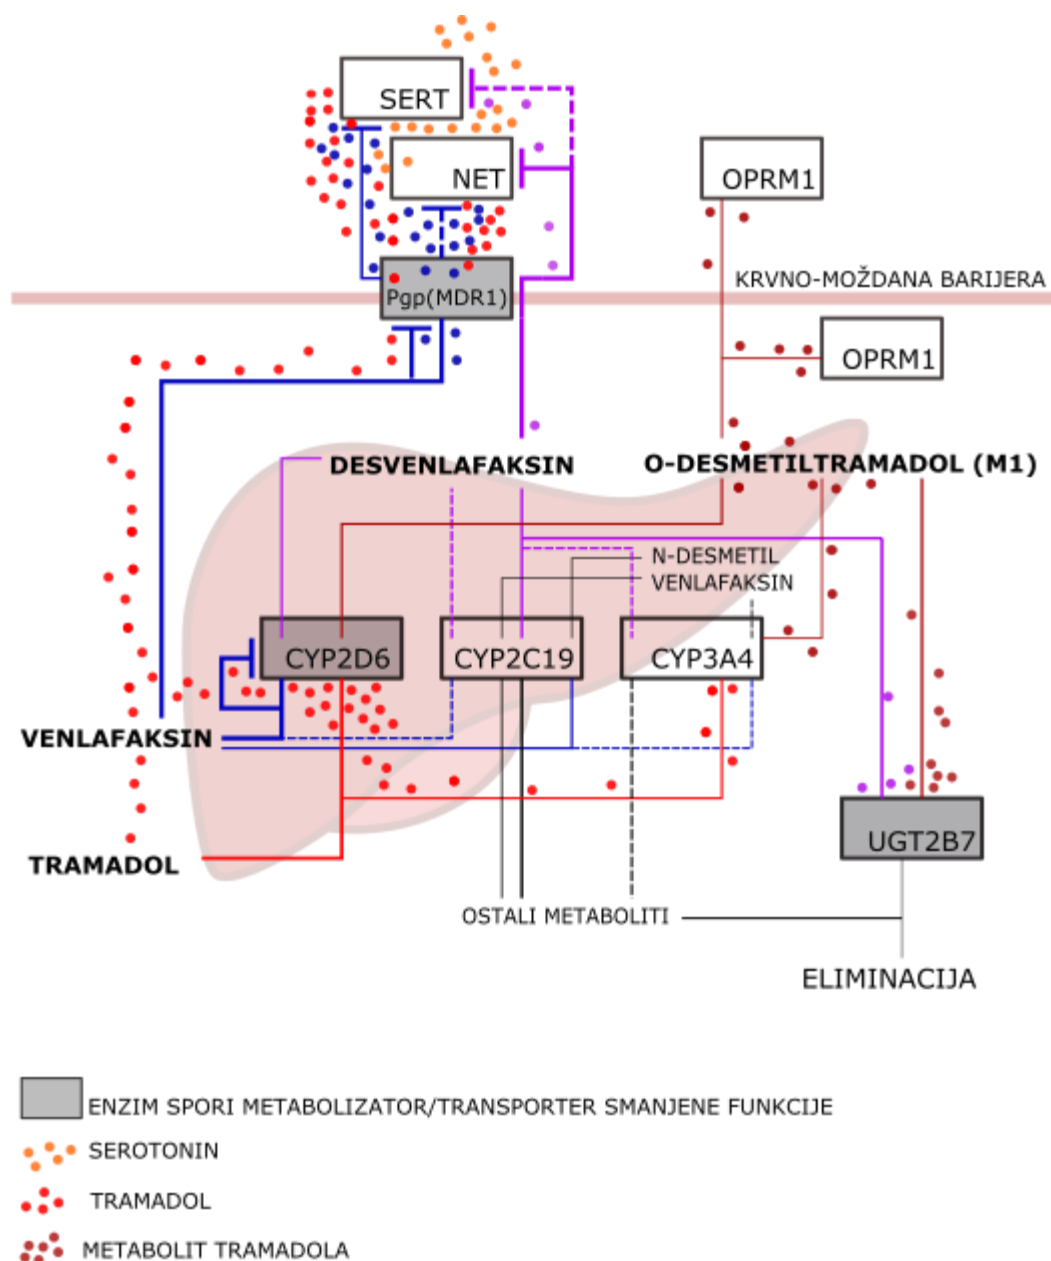 SERT
NET
OPRM1
Pgp(MDR1)
KRVNO-MOŽDANA BARIJERA
OPRM1
DESVENLAFAKSIN
O-DESMETILTRAMADOL (M1)
N-DESMETIL
VENLAFAKSIN
CYP2D6
CYP2C19
CYP3A4
VENLAFAKSIN
TRAMADOL
UGT2B7
OSTALI METABOLITI
ELIMINACIJA
ENZIM SPORI METABOLIZATOR/TRANSPORTER SMANJENE FUNKCIJE
SEROTONIN
TRAMADOL
METABOLIT TRAMADOLA